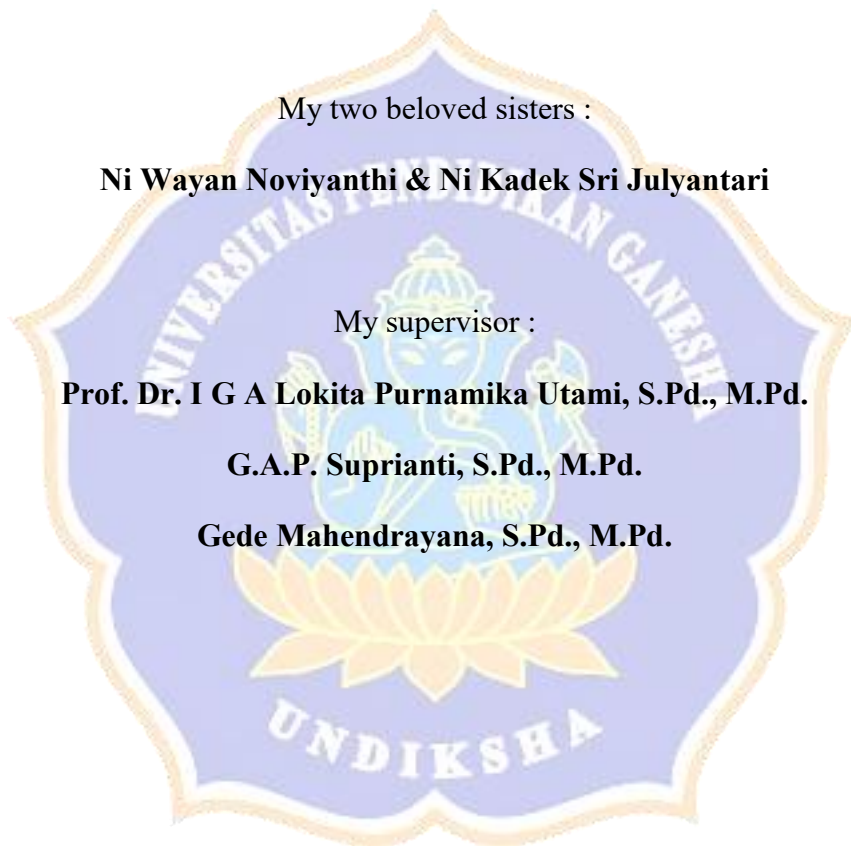 My two beloved sisters :
Ni Wayan Noviyanthi & Ni Kadek Sri Julyantari
UNIVERSITAS PENDIDIKAN GANESHA
My supervisor :
Prof. Dr. I G A Lokita Purnamika Utami, S.Pd., M.Pd.
G.A.P. Suprianti, S.Pd., M.Pd.
Gede Mahendrayana, S.Pd., M.Pd.
UNDIKSHA